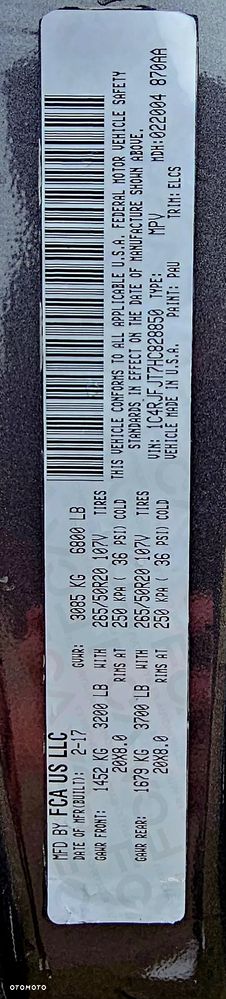 MFD BY FCA US LLC
DATE OF MFR(BUILT): 2-17 GVWR: 3085 KG 6800 LB
GAWR FRONT: 1452 KG 3200 LB WITH 265/50R20 107V TIRES
20X8.0 RIMS AT 250 KPA ( 36 PSI) COLD
GAWR REAR: 1679 KG 3700 LB WITH 265/50R20 107V TIRES
20X8.0 RIMS AT 250 KPA ( 36 PSI) COLD
THIS VEHICLE CONFORMS TO ALL APPLICABLE U.S.A. FEDERAL MOTOR VEHICLE SAFETY
STANDARDS IN EFFECT ON THE DATE OF MANUFACTURE SHOWN ABOVE.
VIN: 1C4RJFJT7HC828850 TYPE: MPV MDH:022004 870AA
VEHICLE MADE IN U.S.A. PAINT: PAU TRIM: ELCS
OTOMOTO